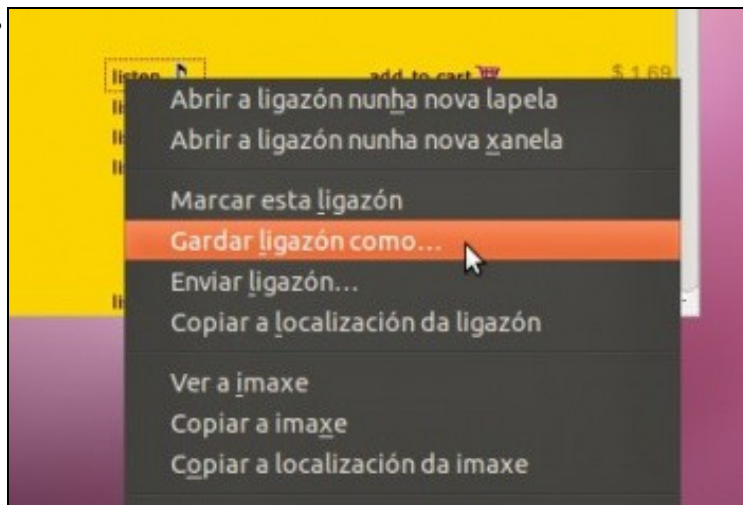 listen add to cart $ 1.69
Abrir a ligazón nunha nova lapela
Abrir a ligazón nunha nova xanela
Marcar esta ligazón
Gardar ligazón como...
Enviar ligazón...
Copiar a localización da ligazón
Ver a imaxe
Copiar a imaxe
Copiar a localización da imaxe